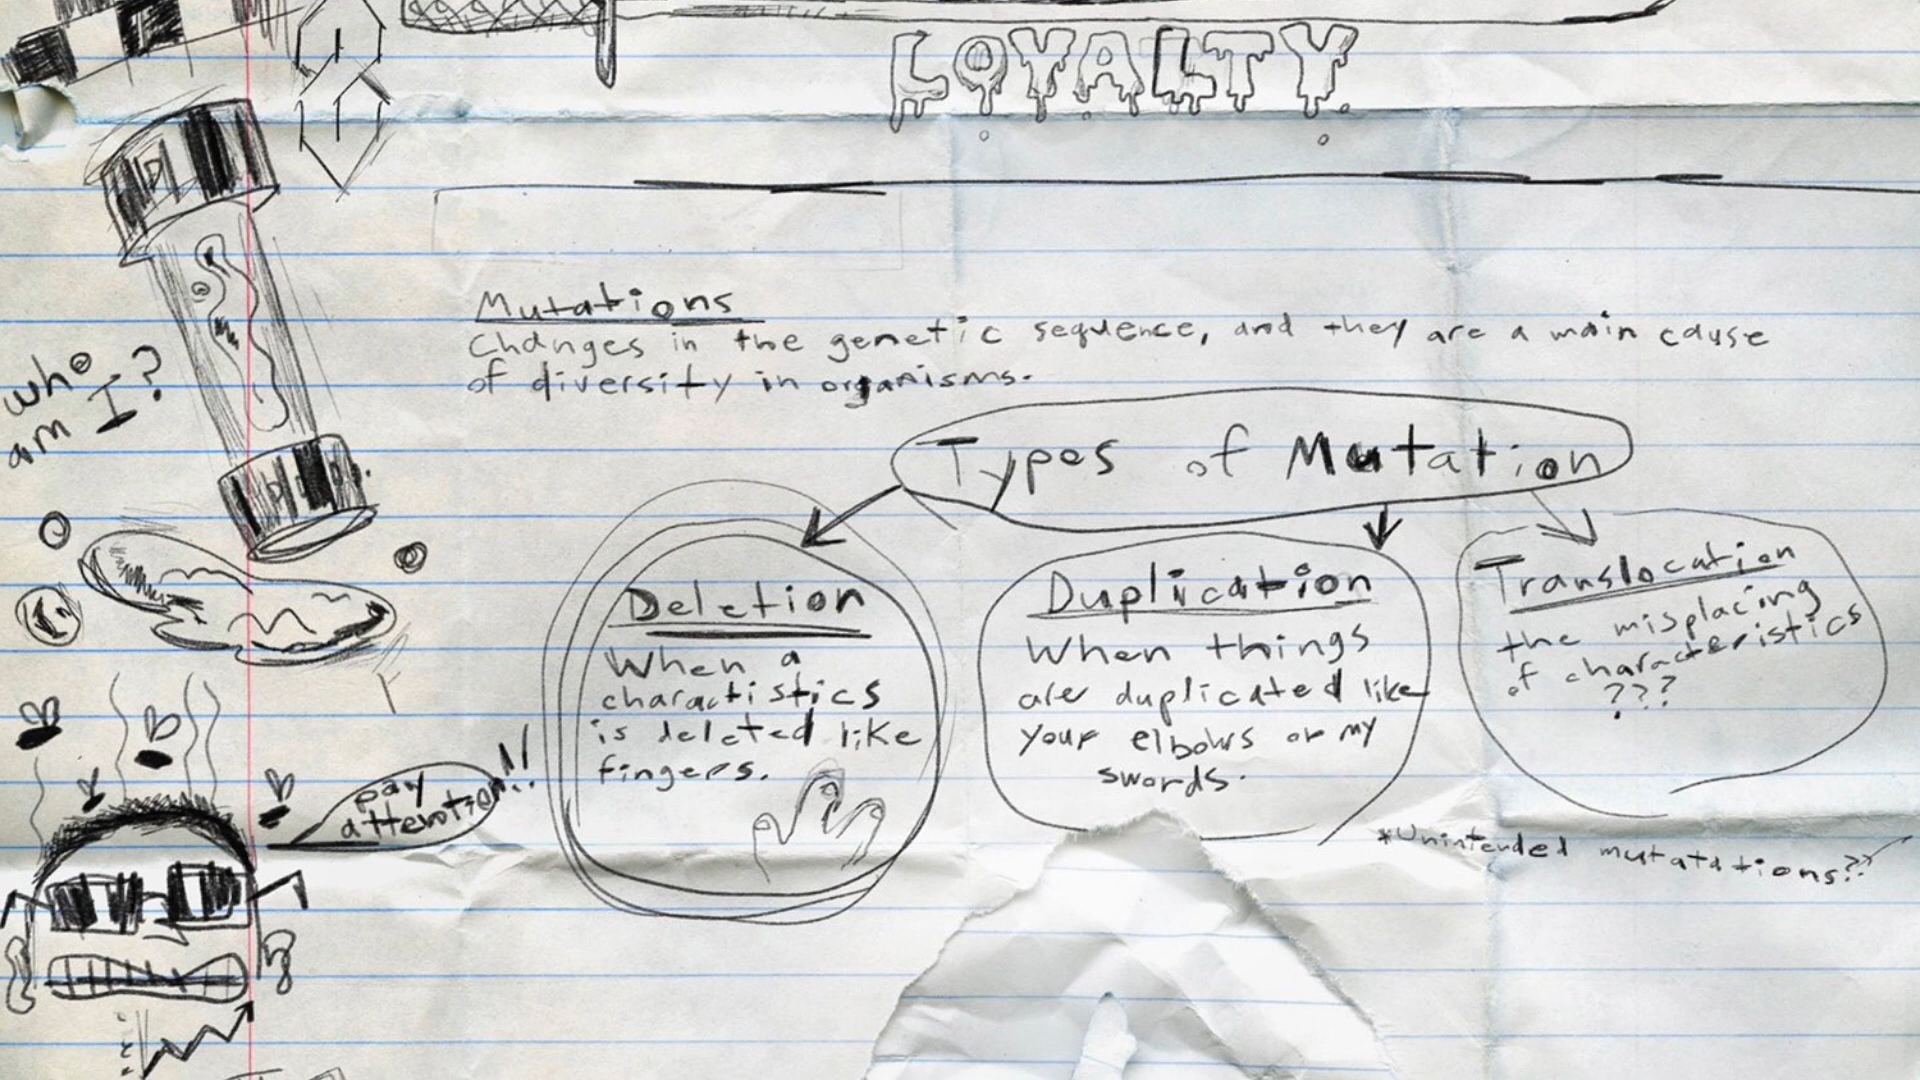 LOYALTY
Mutations
Changes in the genetic sequence, and they are a main cause
of diversity in organisms.
who
am I?
Types of Mutation
Deletion
When a
charactistics
is deleted like
fingers.
Duplication
When things
are duplicated like
your elbows or my
swords.
Translocation
the misplacing
of characteristics
???
pay
attention!!
*Unintended mutatations??